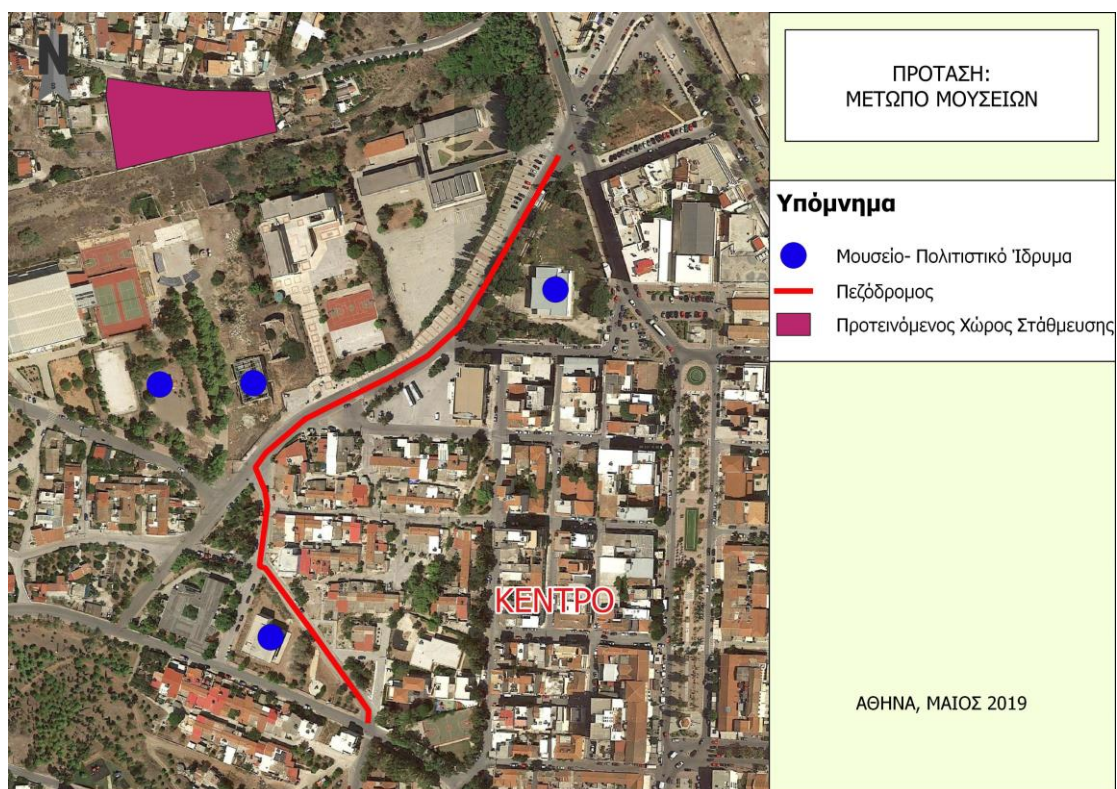 N
ΚΕΝΤΡΟ
ΠΡΟΤΑΣΗ:
ΜΕΤΩΠΟ ΜΟΥΣΕΙΩΝ
Υπόμνημα
Μουσείο- Πολιτιστικό Ίδρυμα
Πεζόδρομος
Προτεινόμενος Χώρος Στάθμευσης
ΑΘΗΝΑ, ΜΑΙΟΣ 2019